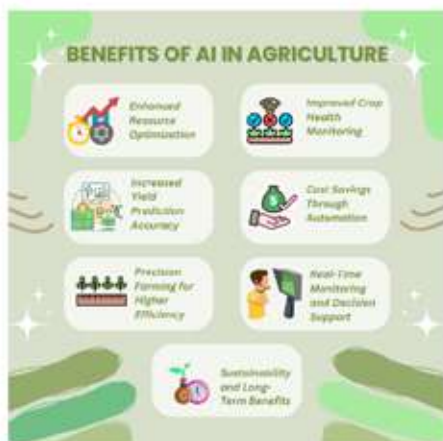 BENEFITS OF AI IN AGRICULTURE
Enhanced
Resource
Optimization
Improved Crop
Health
Monitoring
Increased
Yield
Prediction
Accuracy
Cost Savings
Through
Automation
Precision
Farming for
Higher
Efficiency
Real-Time
Monitoring
and Decision
Support
Sustainability
and Long-
Term Benefits